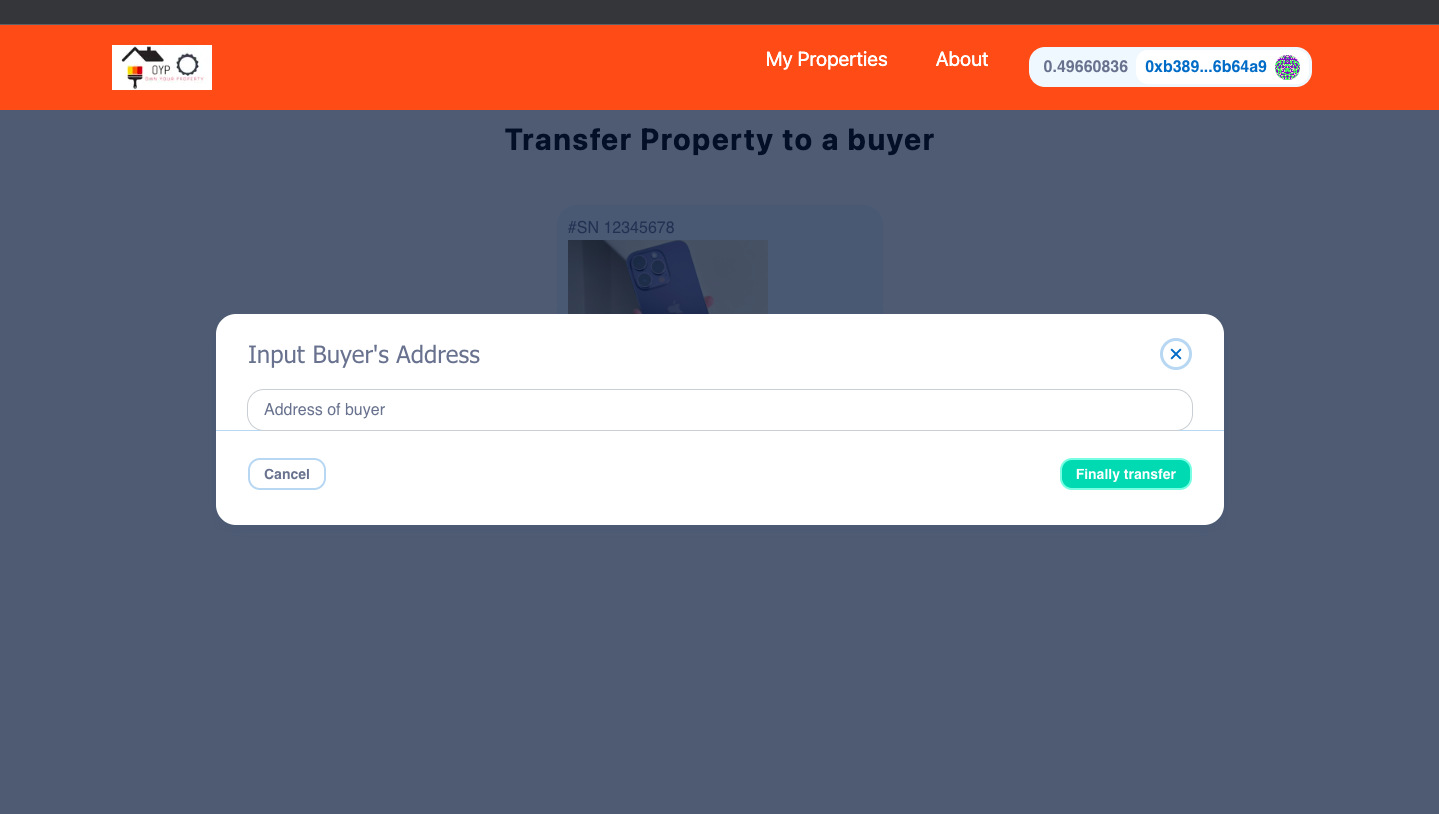 OYP
OWN YOUR PROPERTY
My Properties
About
0.49660836
0xb389...6b64a9
Transfer Property to a buyer
#SN 12345678
Input Buyer's Address
Address of buyer
Cancel
Finally transfer